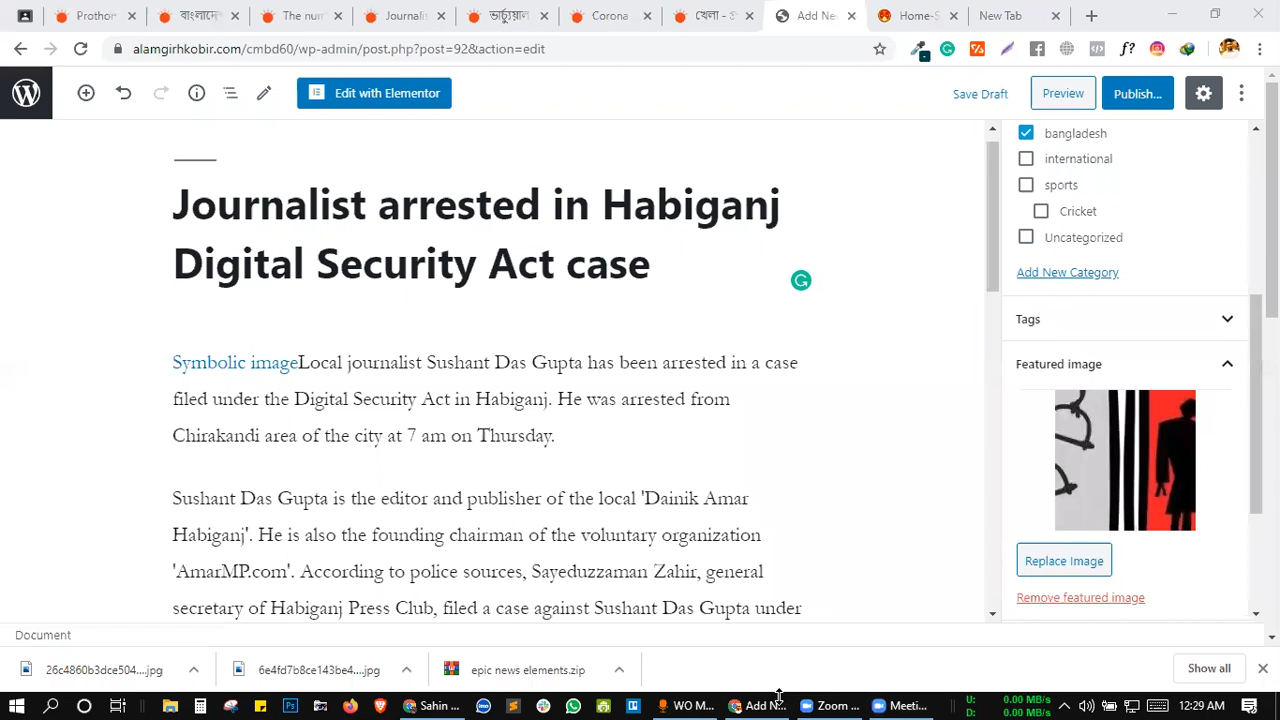 Prothor
বাংলাদে
The num
Journalis
ভার্চ্যুয়াল
Corona
খেলা - প্র
Add Nev
Home-S
New Tab
alamgirhkobir.com/cmbd60/wp-admin/post.php?post=92&action=edit
Edit with Elementor
Save Draft
Preview
Publish...
bangladesh
international
sports
Cricket
Uncategorized
Add New Category
Tags
Featured image
Replace Image
Remove featured image
Journalist arrested in Habiganj
Digital Security Act case
Symbolic imageLocal journalist Sushant Das Gupta has been arrested in a case
filed under the Digital Security Act in Habiganj. He was arrested from
Chirakandi area of the city at 7 am on Thursday.
Sushant Das Gupta is the editor and publisher of the local 'Dainik Amar
Habiganj'. He is also the founding chairman of the voluntary organization
'AmarMP.com'. According to police sources, Sayeduzzaman Zahir, general
secretary of Habiganj Press Club, filed a case against Sushant Das Gupta under
Document
26c4860b3dce504....jpg
6e4fd7b8ce143be4....jpg
epic news elements.zip
Show all
Sahin ...
WO M...
Add N...
Zoom ...
Meeti...
U: 0.00 MB/s
D: 0.00 MB/s
12:29 AM